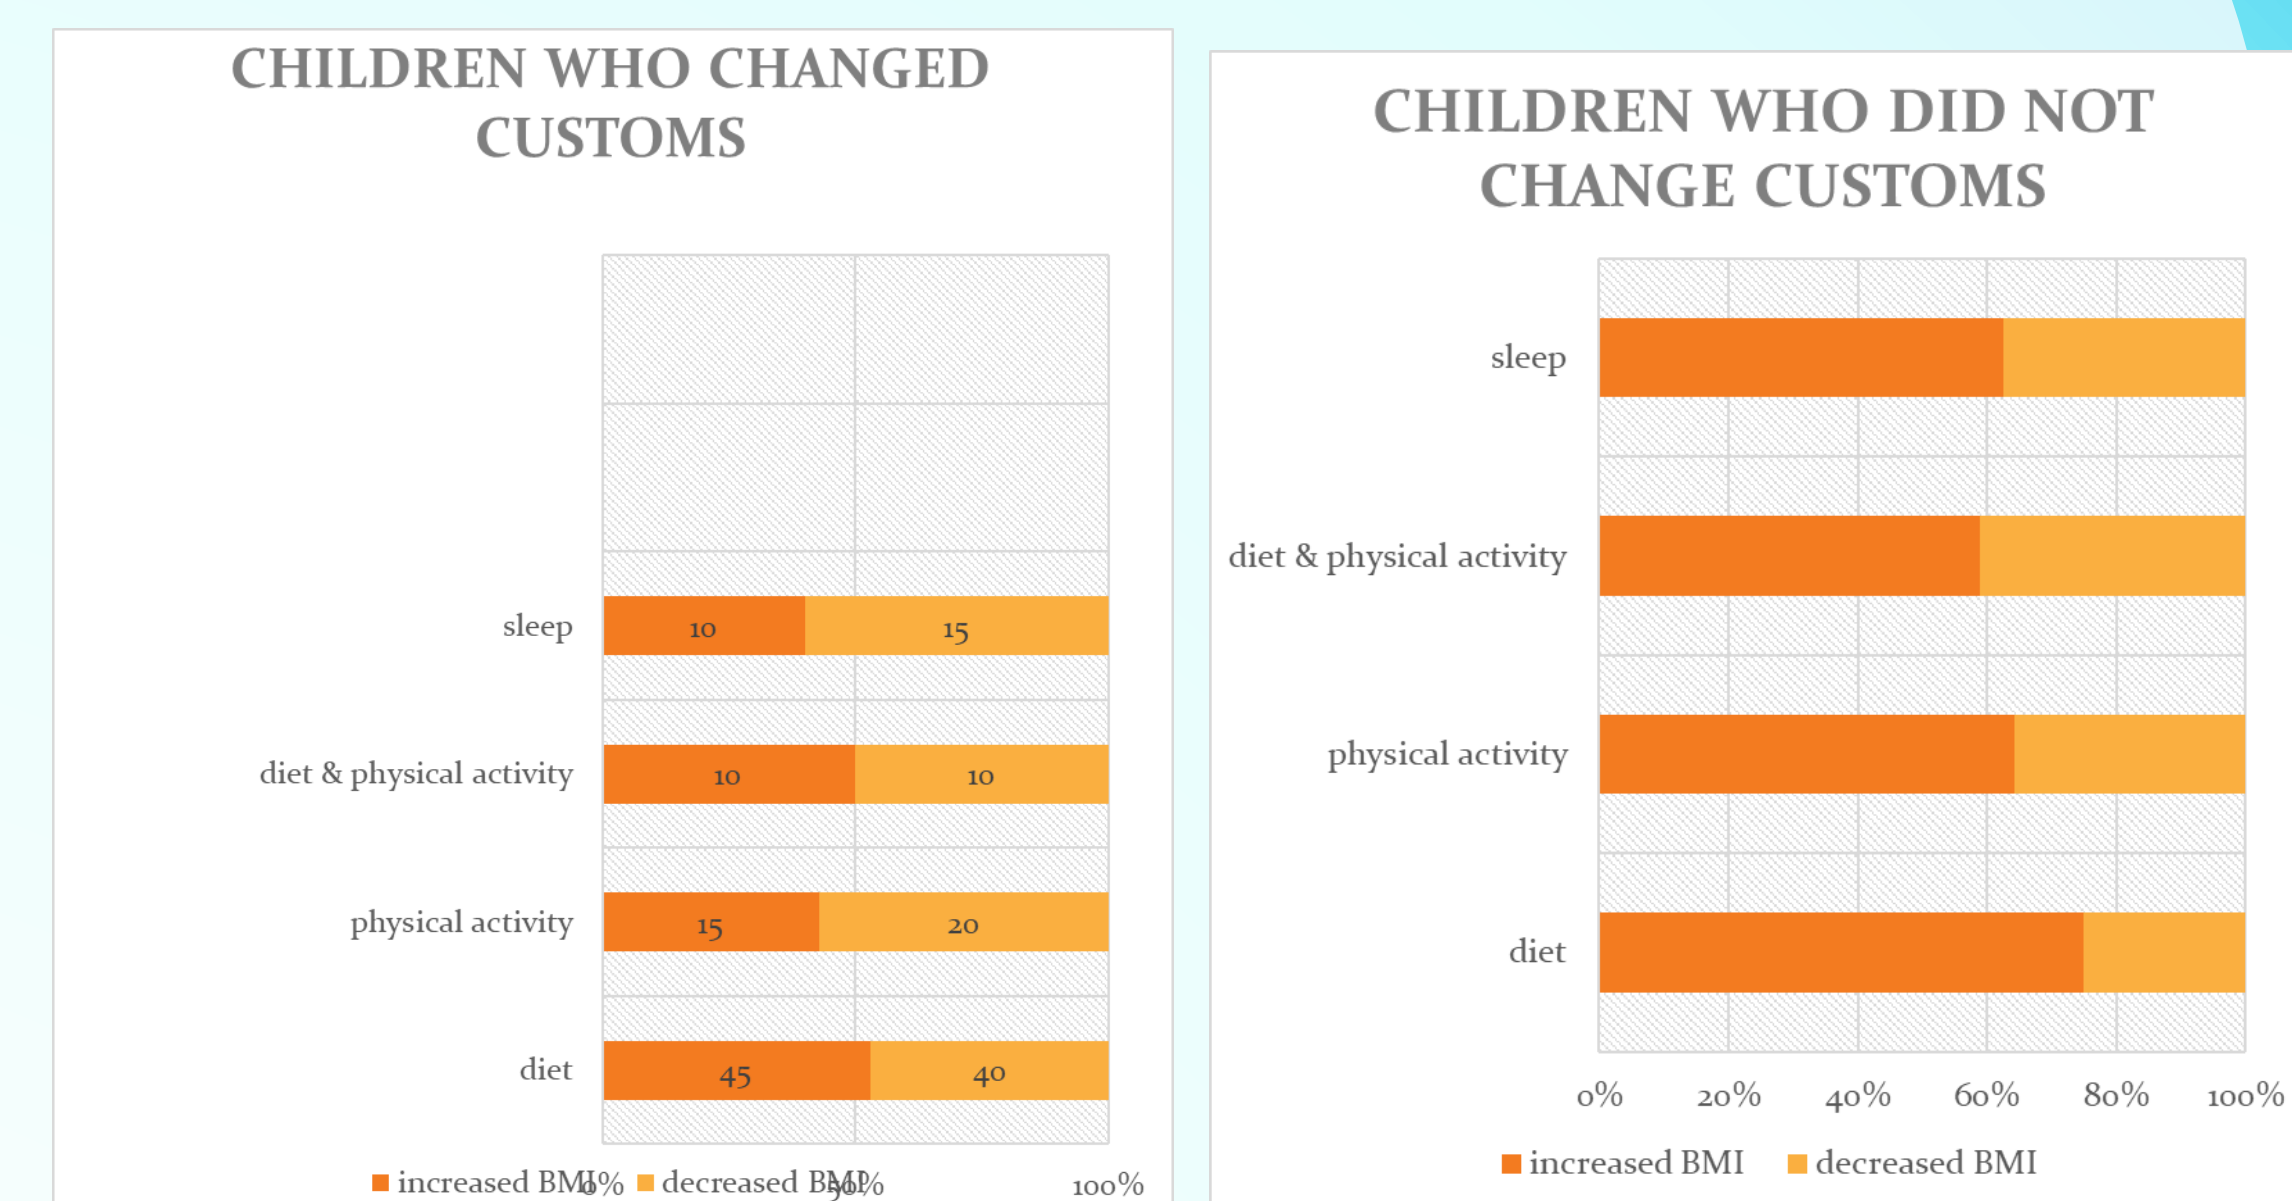 CHILDREN WHO CHANGED
CUSTOMS
sleep
10 15
diet & physical activity
10 10
physical activity
15 20
diet
45 40
0% 50% 100%
increased BMI decreased BMI
CHILDREN WHO DID NOT
CHANGE CUSTOMS
sleep
diet & physical activity
physical activity
diet
0% 20% 40% 60% 80% 100%
increased BMI decreased BMI